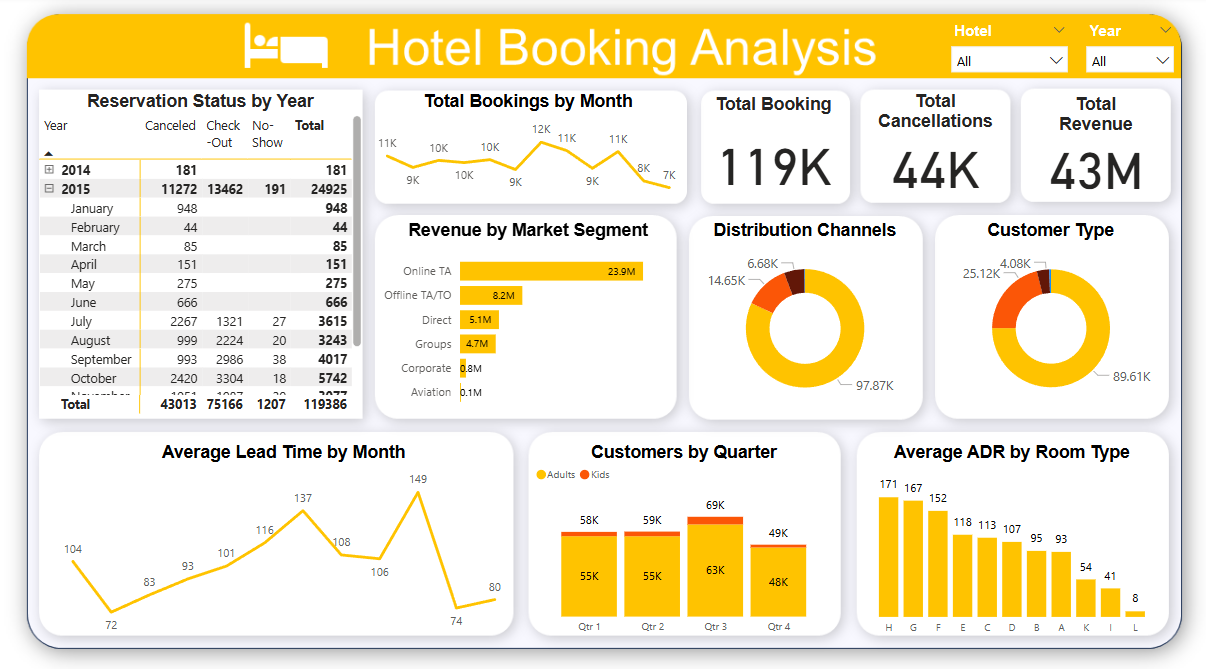 Hotel Booking Analysis
Hotel
All
Year
All
Reservation Status by Year
Year Canceled Check-Out No-Show Total
2014 181 181
2015 11272 13462 191 24925
January 948 948
February 44 44
March 85 85
April 151 151
May 275 275
June 666 666
July 2267 1321 27 3615
August 999 2224 20 3243
September 993 2986 38 4017
October 2420 3304 18 5742
Total 43013 75166 1207 119386
Total Bookings by Month
11K 9K 10K 10K 10K 9K 12K 11K 9K 11K 8K 7K
Total Booking
119K
Total
Cancellations
44K
Total
Revenue
43M
Revenue by Market Segment
Online TA 23.9M
Offline TA/TO 8.2M
Direct 5.1M
Groups 4.7M
Corporate 0.8M
Aviation 0.1M
Distribution Channels
6.68K
14.65K
97.87K
Customer Type
4.08K
25.12K
89.61K
Average Lead Time by Month
104 72 83 93 101 116 137 108 106 149 74 80
Customers by Quarter
Adults Kids
58K 59K 69K 49K
55K 55K 63K 48K
Qtr 1 Qtr 2 Qtr 3 Qtr 4
Average ADR by Room Type
171 167 152 118 113 107 95 93 54 41 8
H G F E C D B A K I L